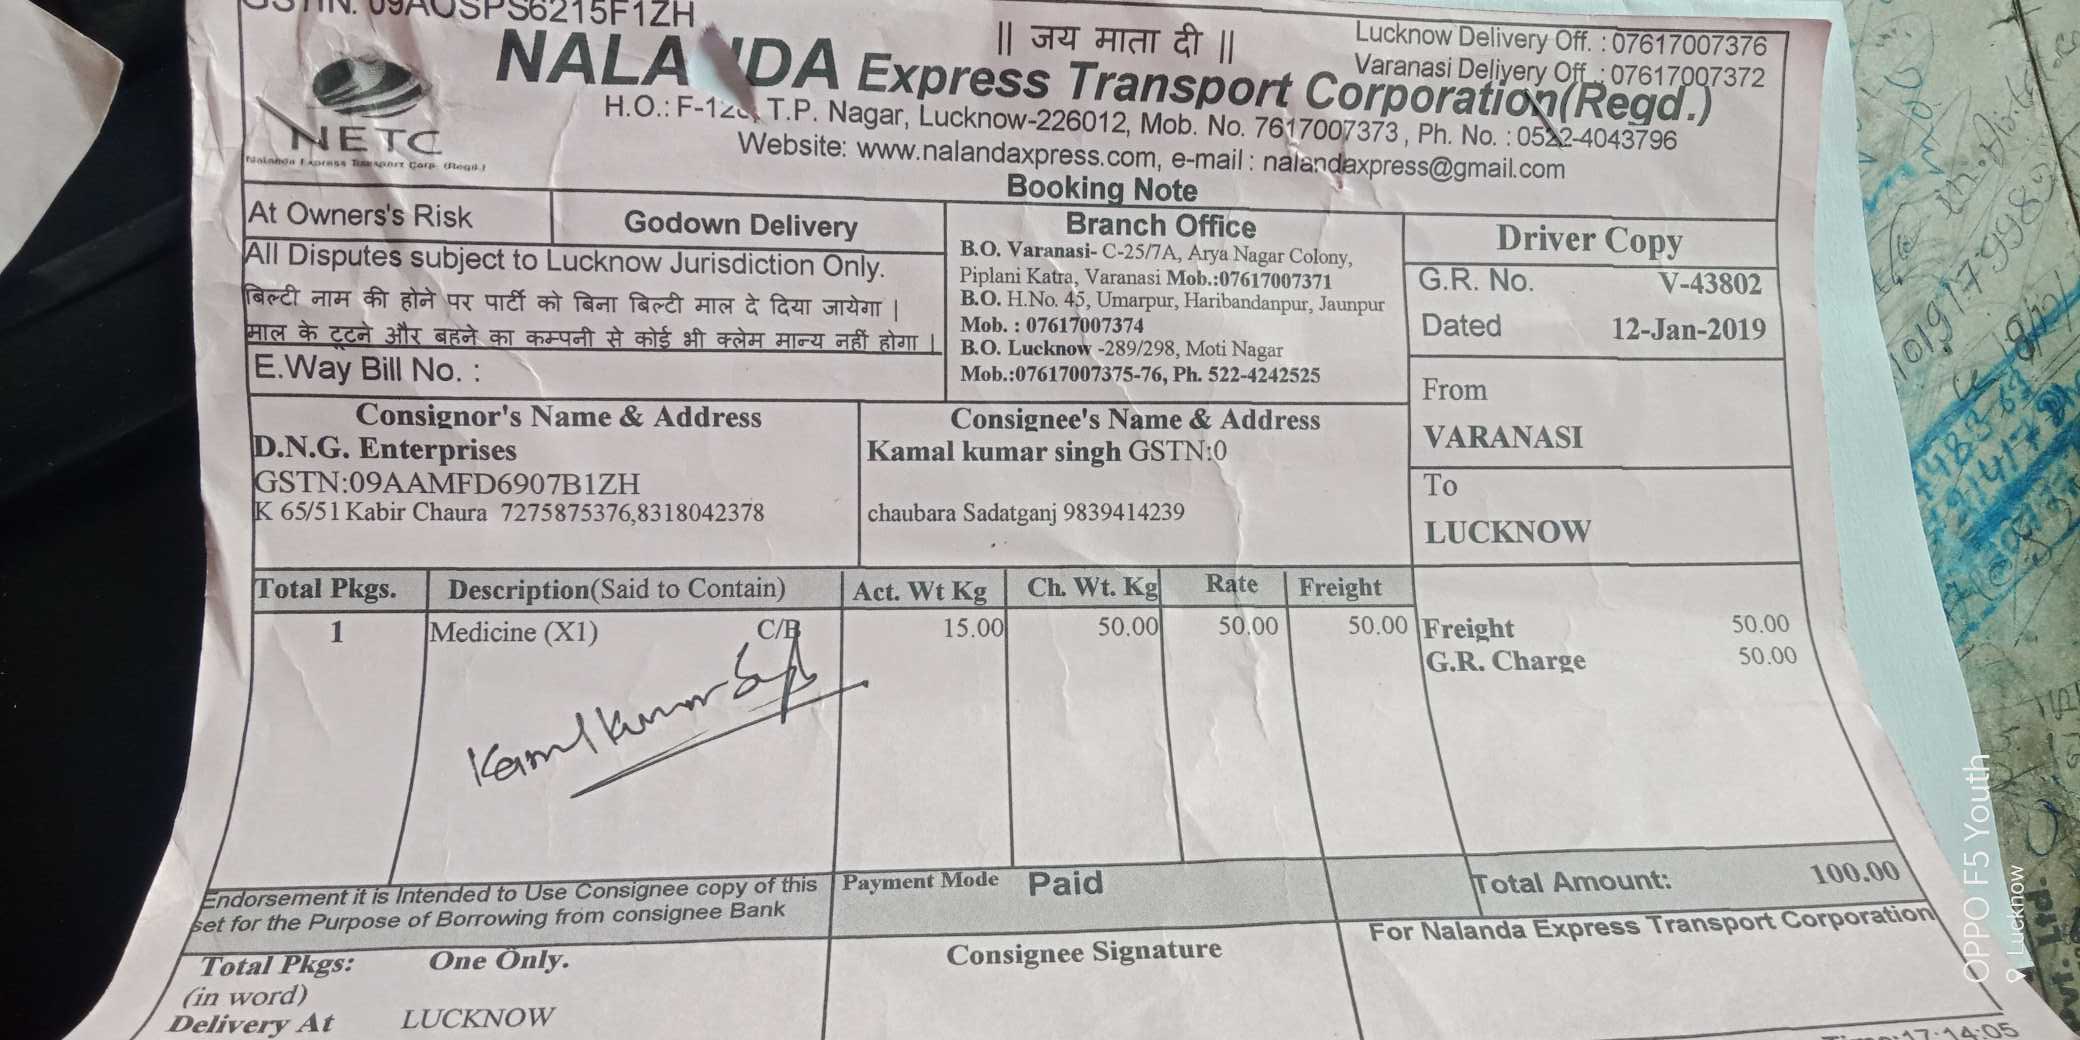 GSTIN. 09AOSPS6215F1ZH
|| जय माता दी ||
Lucknow Delivery Off. : 07617007376
Varanasi Delivery Off. : 07617007372
NALANDA Express Transport Corporation(Regd.)
NETC
Nalanda Express Transport Corp. (Regd.)
H.O.: F-128, T.P. Nagar, Lucknow-226012, Mob. No. 7617007373, Ph. No. : 0522-4043796
Website: www.nalandaxpress.com, e-mail : nalandaxpress@gmail.com
Booking Note
At Owners's Risk
Godown Delivery
All Disputes subject to Lucknow Jurisdiction Only.
बिल्टी नाम की होने पर पार्टी को बिना बिल्टी माल दे दिया जायेगा |
माल के टूटने और बहने का कम्पनी से कोई भी क्लेम मान्य नहीं होगा |
E.Way Bill No. :
Branch Office
B.O. Varanasi- C-25/7A, Arya Nagar Colony,
Piplani Katra, Varanasi Mob.:07617007371
B.O. H.No. 45, Umarpur, Haribandanpur, Jaunpur
Mob. : 07617007374
B.O. Lucknow -289/298, Moti Nagar
Mob.:07617007375-76, Ph. 522-4242525
Driver Copy
G.R. No. V-43802
Dated 12-Jan-2019
From
VARANASI
To
LUCKNOW
Consignor's Name & Address
D.N.G. Enterprises
GSTN:09AAMFD6907B1ZH
K 65/51 Kabir Chaura 7275875376,8318042378
Consignee's Name & Address
Kamal kumar singh GSTN:0
chaubara Sadatganj 9839414239
Total Pkgs. Description(Said to Contain) Act. Wt Kg Ch. Wt. Kg Rate Freight
1 Medicine (X1) C/B 15.00 50.00 50.00 50.00
Freight 50.00
G.R. Charge 50.00
Kamal Kumar Singh
Endorsement it is Intended to Use Consignee copy of this
set for the Purpose of Borrowing from consignee Bank
Payment Mode Paid
Total Amount: 100.00
Total Pkgs: One Only.
(in word)
Delivery At LUCKNOW
Consignee Signature
For Nalanda Express Transport Corporation
Time:17:14:05
OPPO F5 Youth
Lucknow